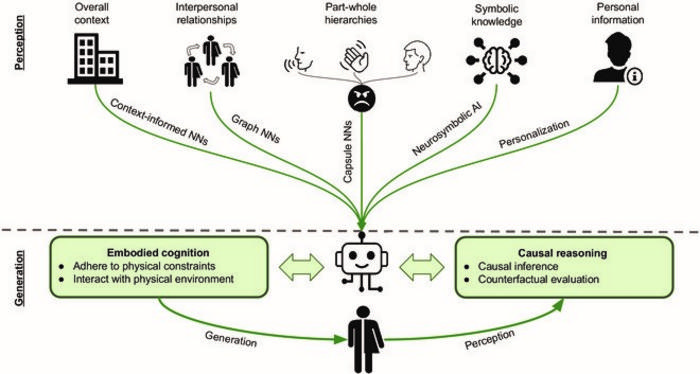 Perception
Overall
context
Interpersonal
relationships
Part-whole
hierarchies
Symbolic
knowledge
Personal
information
Context-informed NNs
Graph NNs
Capsule NNs
Neurosymbolic AI
Personalization
Generation
Embodied cognition
Adhere to physical constraints
Interact with physical environment
Causal reasoning
Causal inference
Counterfactual evaluation
Generation
Perception